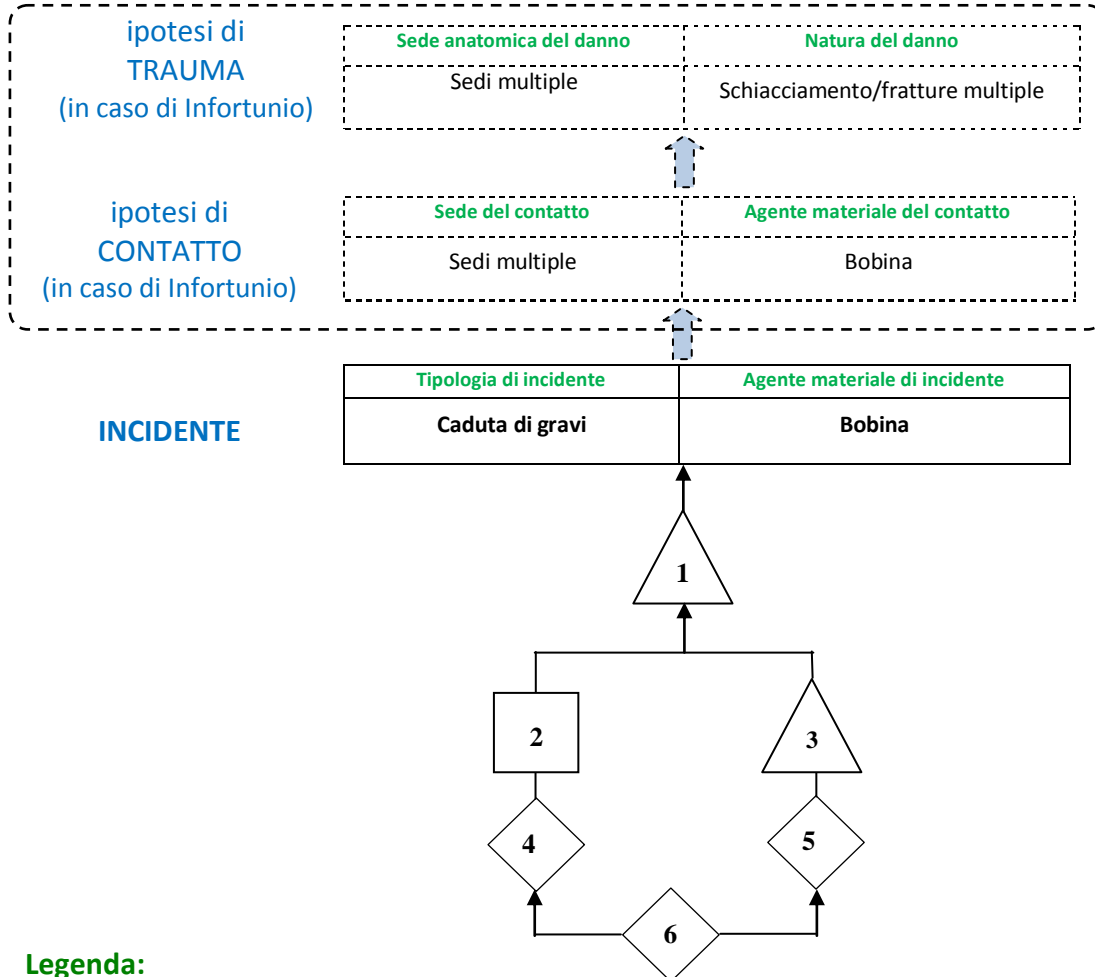 ipotesi di
TRAUMA
(in caso di Infortunio)
Sede anatomica del danno
Natura del danno
Sedi multiple
Schiacciamento/fratture multiple
ipotesi di
CONTATTO
(in caso di Infortunio)
Sede del contatto
Agente materiale del contatto
Sedi multiple
Bobina
INCIDENTE
Tipologia di incidente
Agente materiale di incidente
Caduta di gravi
Bobina
1
2
3
4
5
6
Legenda: